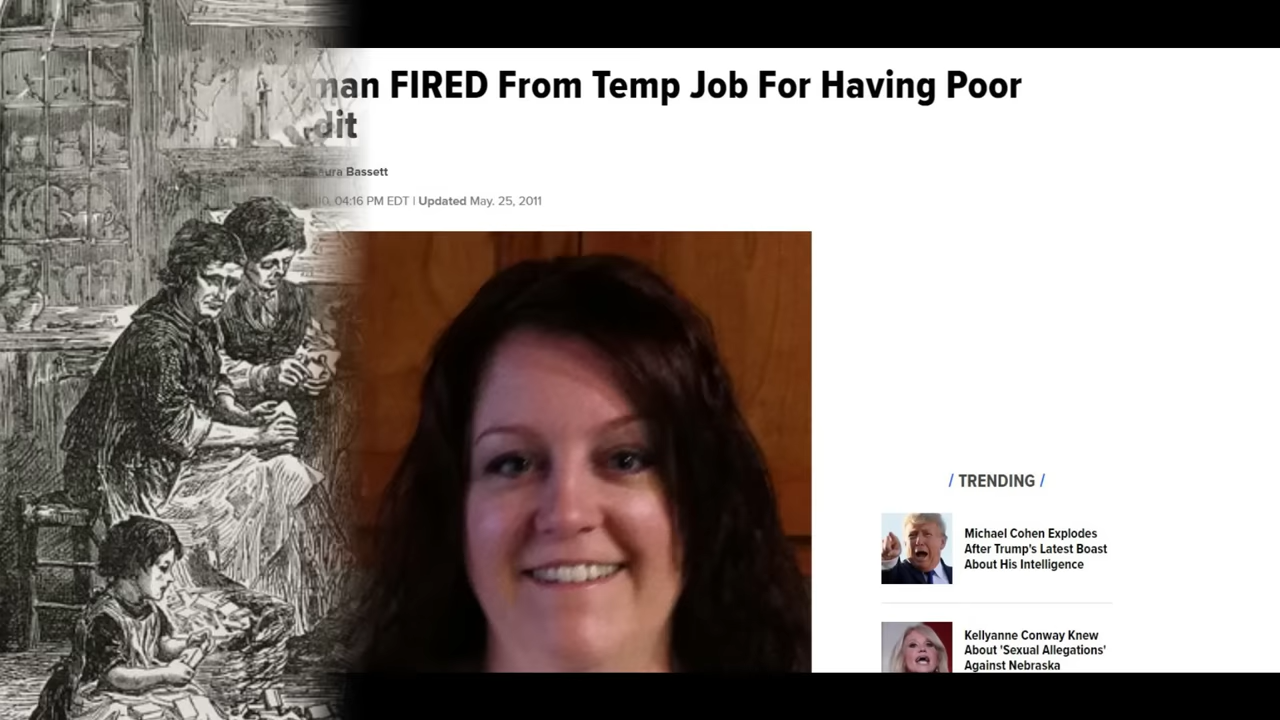 man FIRED From Temp Job For Having Poor
dit
ura Bassett
04:16 PM EDT | Updated May. 25, 2011
/ TRENDING /
Michael Cohen Explodes
After Trump's Latest Boast
About His Intelligence
Kellyanne Conway Knew
About 'Sexual Allegations'
Against Nebraska